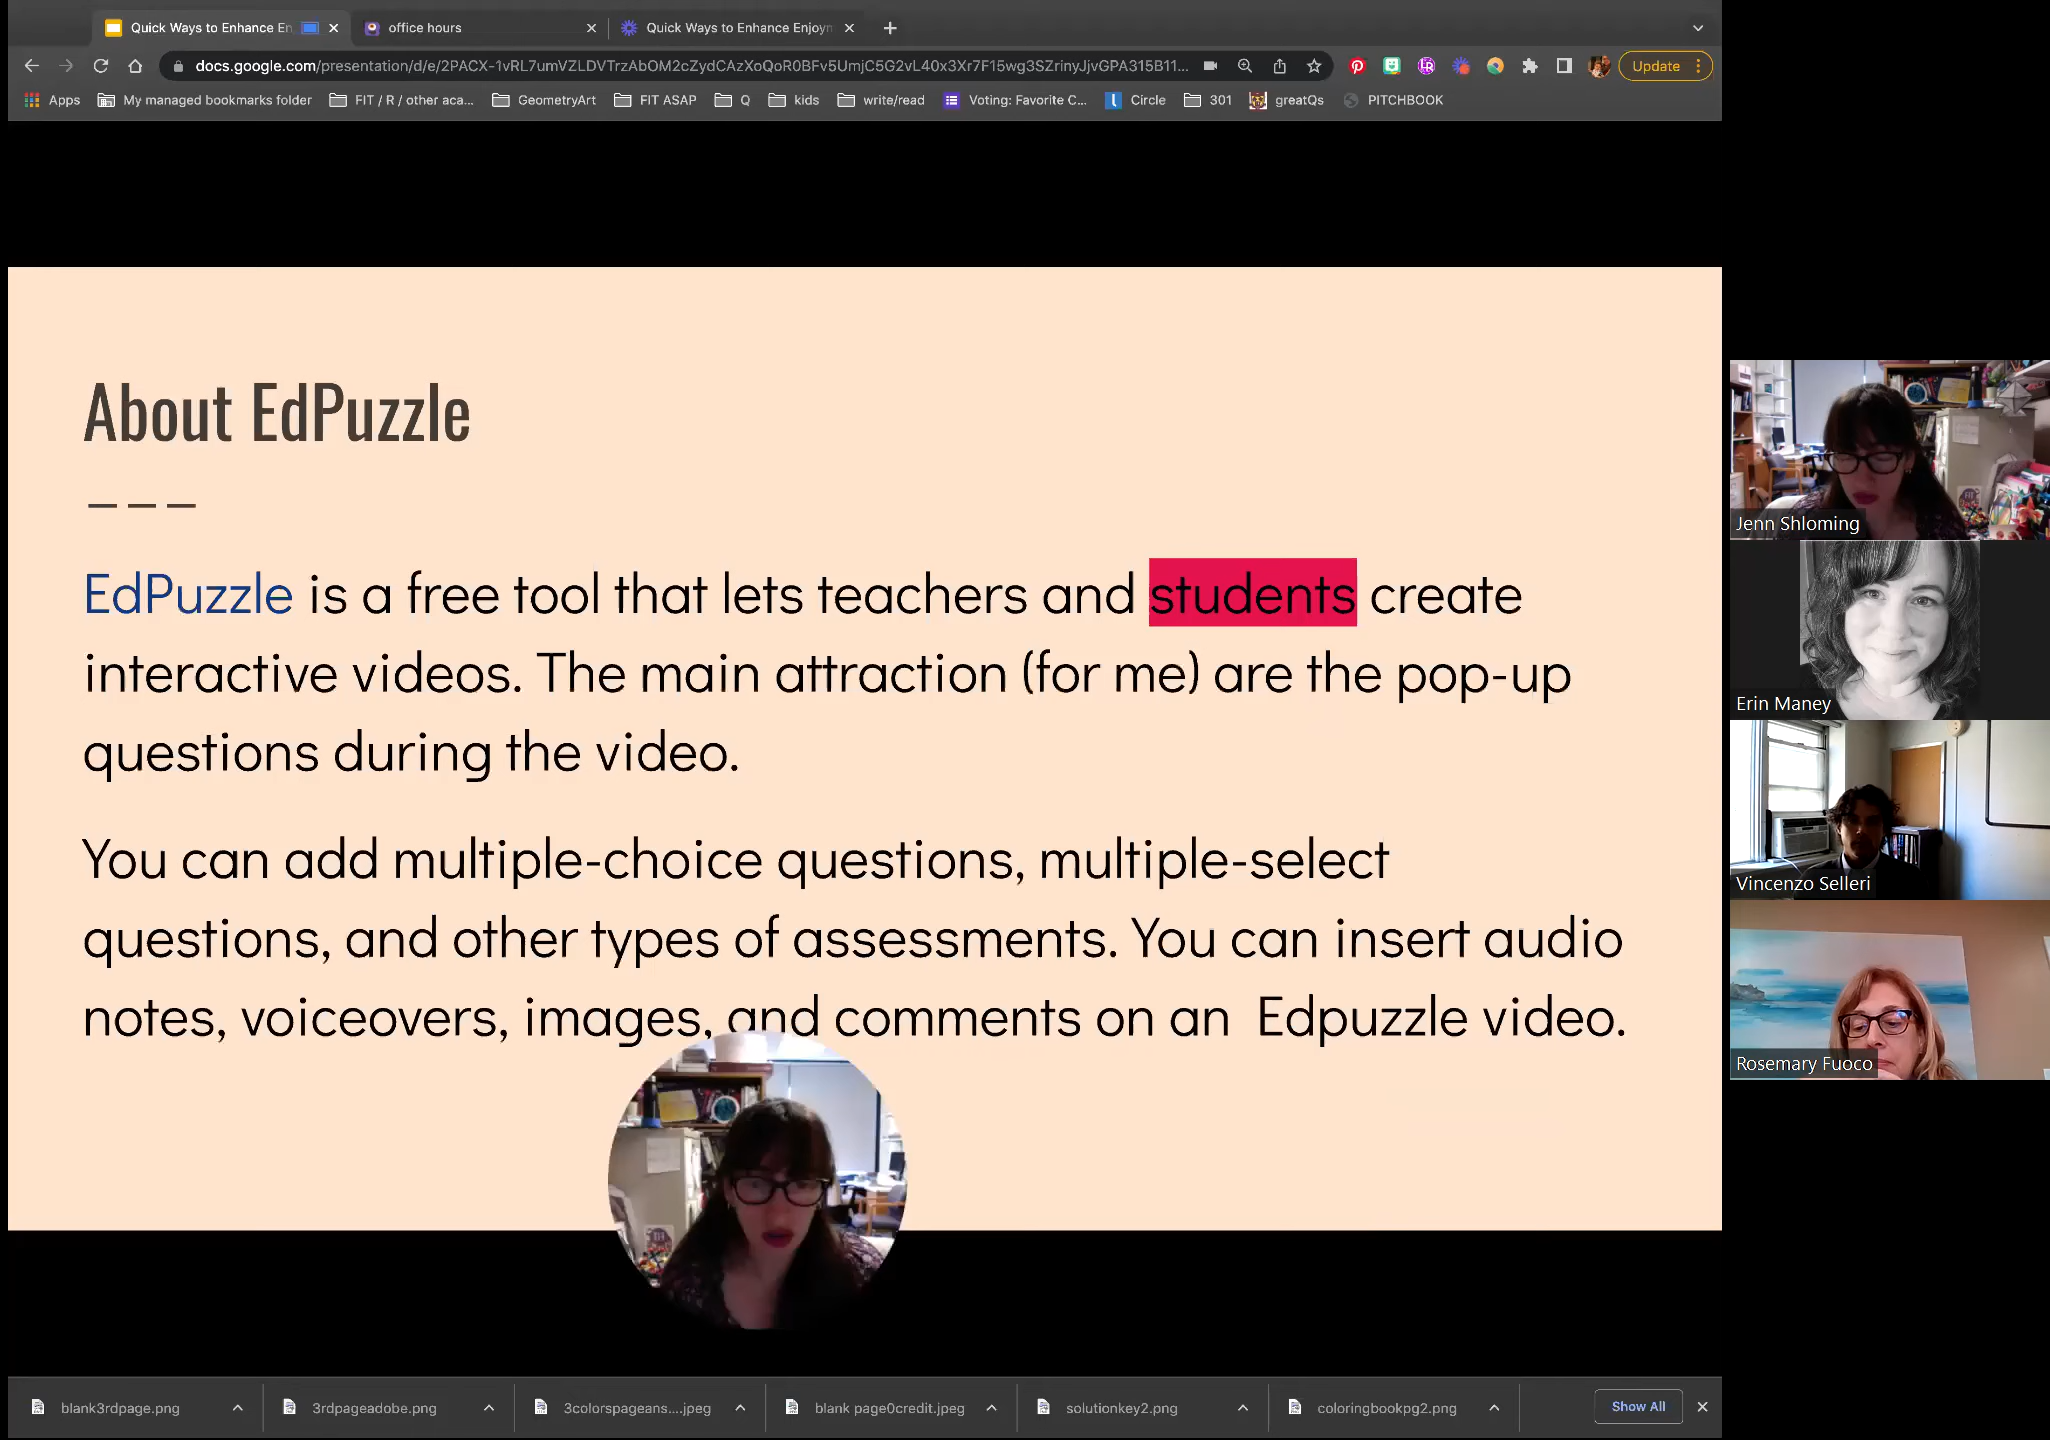 Quick Ways to Enhance En
office hours
Quick Ways to Enhance Enjoym
docs.google.com/presentation/d/e/2PACX-1vRL7umVZLDVTrzAbOM2cZydCAzXoQoR0BFv5UmjC5G2vL40x3Xr7F15wg3SZrinyJjvGPA315B11...
Update
Apps
My managed bookmarks folder
FIT / R / other aca...
GeometryArt
FIT ASAP
Q
kids
write/read
Voting: Favorite C...
Circle
301
greatQs
PITCHBOOK
About EdPuzzle
EdPuzzle is a free tool that lets teachers and students create
interactive videos. The main attraction (for me) are the pop-up
questions during the video.
You can add multiple-choice questions, multiple-select
questions, and other types of assessments. You can insert audio
notes, voiceovers, images, and comments on an Edpuzzle video.
Jenn Shloming
Erin Maney
Vincenzo Selleri
Rosemary Fuoco
blank3rdpage.png
3rdpageadobe.png
3colorspageans....jpeg
blank page0credit.jpeg
solutionkey2.png
coloringbookpg2.png
Show All